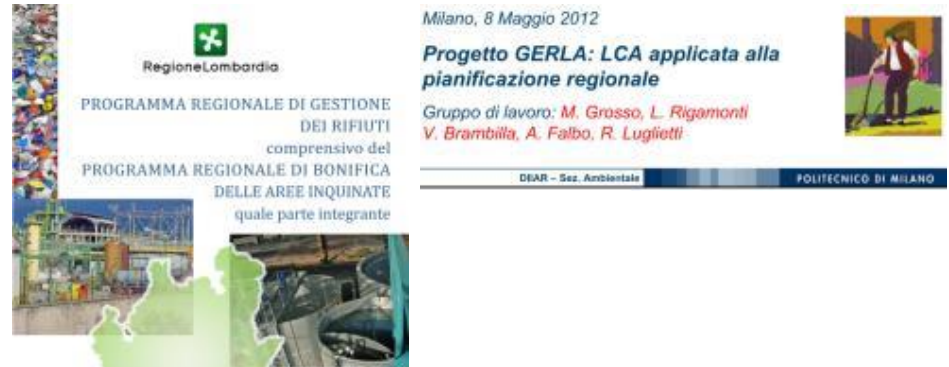 RegioneLombardia
PROGRAMMA REGIONALE DI GESTIONE
DEI RIFIUTI
comprensivo del
PROGRAMMA REGIONALE DI BONIFICA
DELLE AREE INQUINATE
quale parte integrante
Milano, 8 Maggio 2012
Progetto GERLA: LCA applicata alla
pianificazione regionale
Gruppo di lavoro: M. Grosso, L. Rigamonti
V. Brambilla, A. Falbo, R. Luglietti
DIIAR – Sez. Ambientale
POLITECNICO DI MILANO